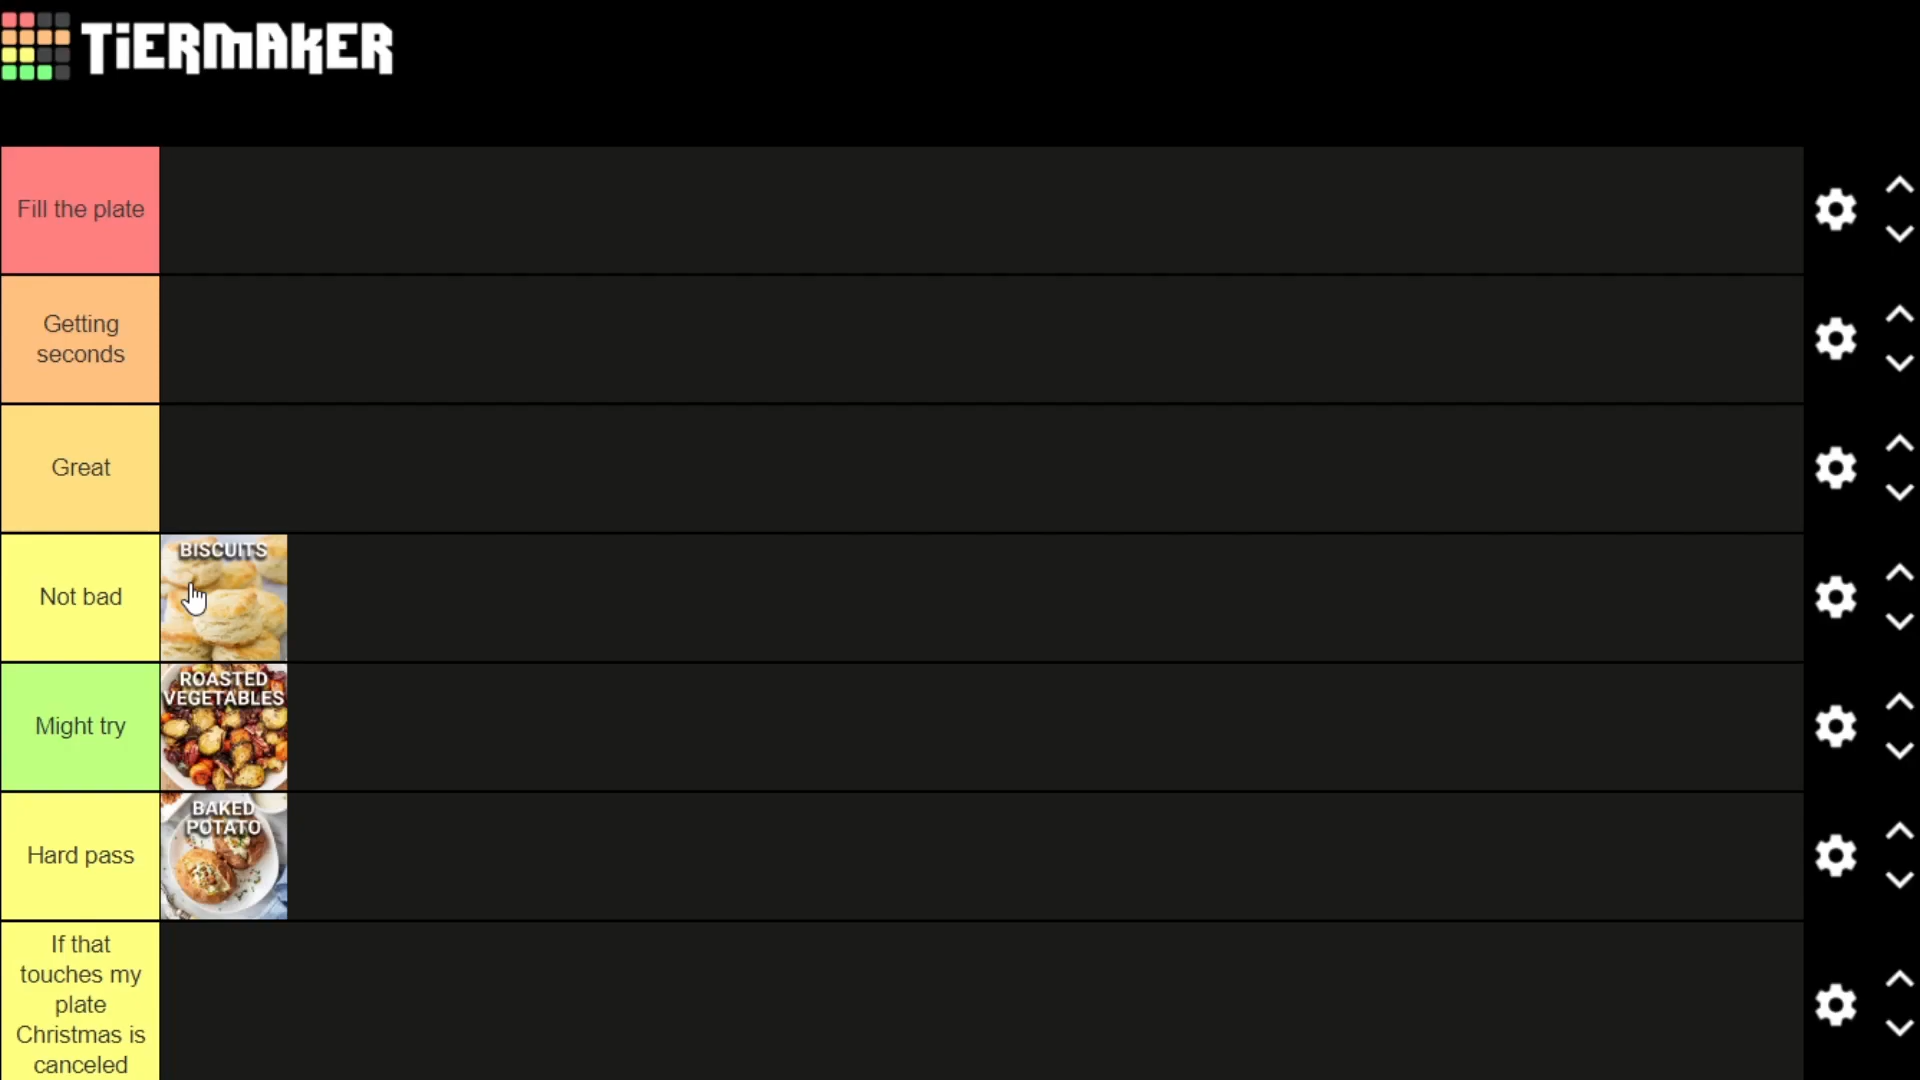 TiERMAKER
Fill the plate
Getting
seconds
Great
Not bad
BISCUITS
Might try
ROASTED
VEGETABLES
Hard pass
BAKED
POTATO
If that
touches my
plate
Christmas is
canceled